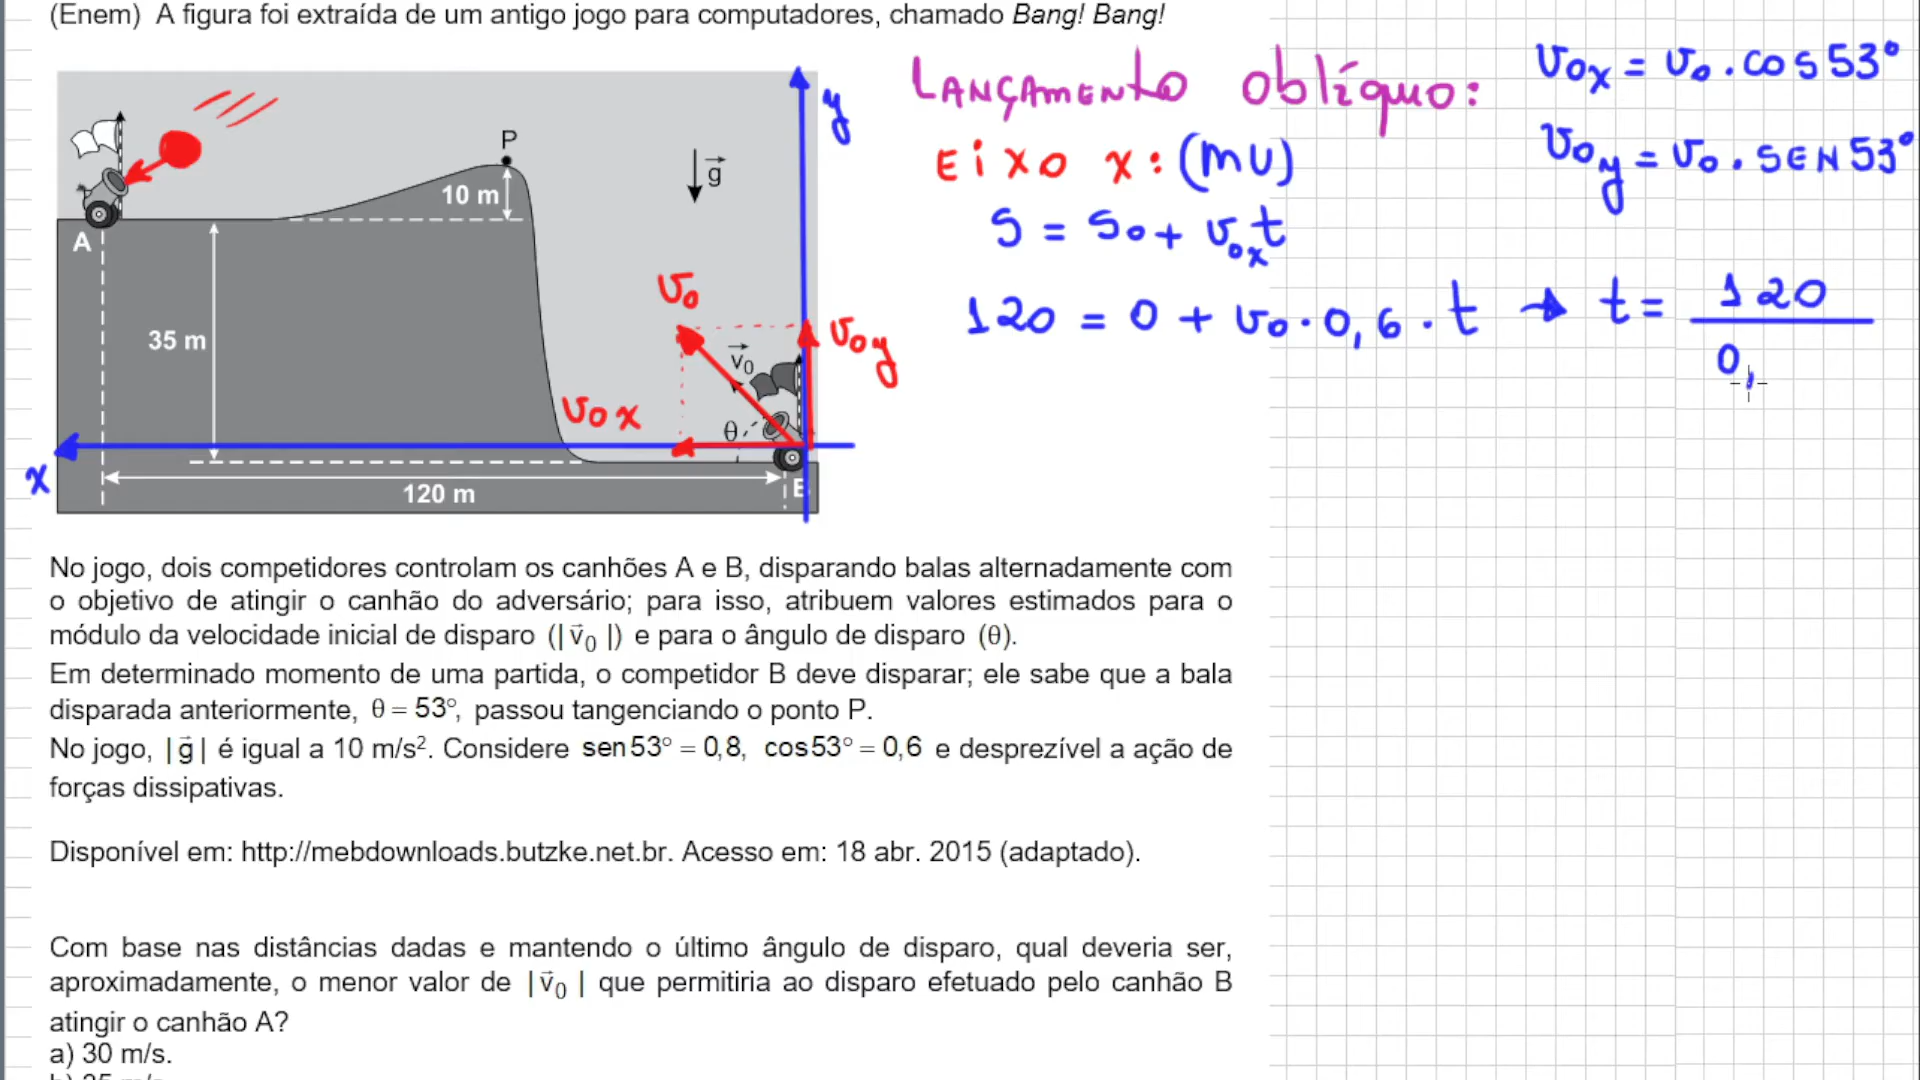 (Enem) A figura foi extraída de um antigo jogo para computadores, chamado Bang! Bang!
P
g
10 m
A
35 m
v0
θ
120 m
y
x
v0
v0y
v0x
LANÇAMENTO oblíquo:
EiXO x: (MU)
S = S0 + v0x t
120 = 0 + v0 · 0,6 · t → t = 120
0,
v0x = v0 . cos 53°
v0y = v0 . SEN 53°
No jogo, dois competidores controlam os canhões A e B, disparando balas alternadamente com
o objetivo de atingir o canhão do adversário; para isso, atribuem valores estimados para o
módulo da velocidade inicial de disparo (|v⃗0|) e para o ângulo de disparo (θ).
Em determinado momento de uma partida, o competidor B deve disparar; ele sabe que a bala
disparada anteriormente, θ = 53°, passou tangenciando o ponto P.
No jogo, |g⃗| é igual a 10 m/s². Considere sen 53° = 0,8, cos 53° = 0,6 e desprezível a ação de
forças dissipativas.
Disponível em: http://mebdownloads.butzke.net.br. Acesso em: 18 abr. 2015 (adaptado).
Com base nas distâncias dadas e mantendo o último ângulo de disparo, qual deveria ser,
aproximadamente, o menor valor de |v⃗0| que permitiria ao disparo efetuado pelo canhão B
atingir o canhão A?
a) 30 m/s.